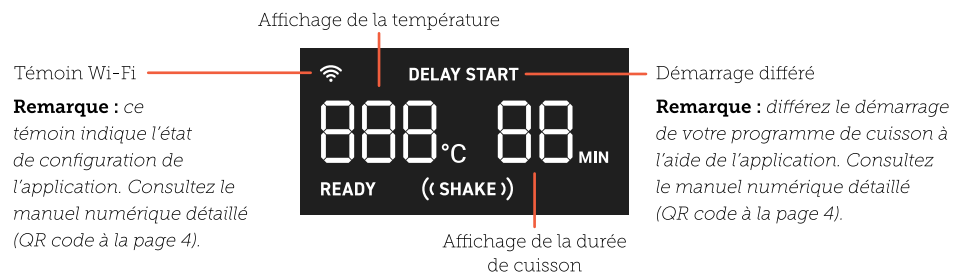 Affichage de la température
Témoin Wi-Fi
Remarque : ce
témoin indique l'état
de configuration de
l'application. Consultez le
manuel numérique détaillé
(QR code à la page 4).
DELAY START
888°C 88 MIN
READY ((SHAKE))
Démarrage différé
Remarque : différez le démarrage
de votre programme de cuisson à
l'aide de l'application. Consultez
le manuel numérique détaillé
(QR code à la page 4).
Affichage de la durée
de cuisson